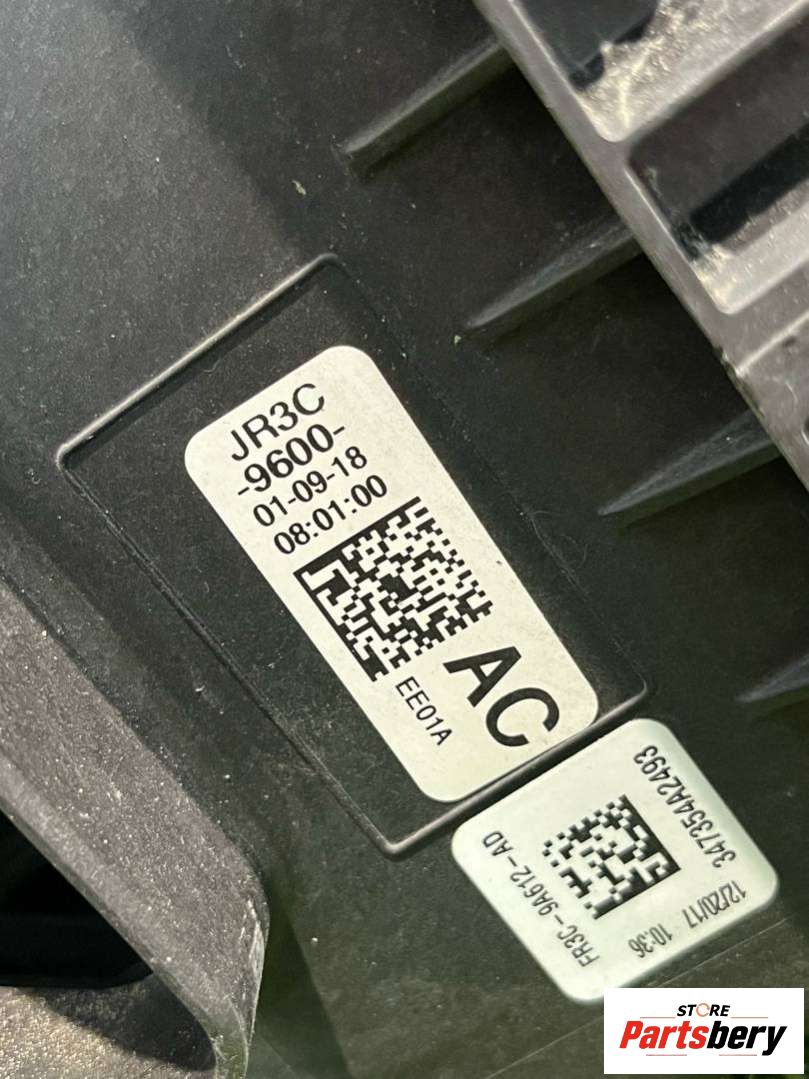 JR3C
-9600-
01-09-18
08:01:00
AC
EE01A
FR3C-9A612-AD
347354A2493
12/20/17 10:36
STORE
Partsbery